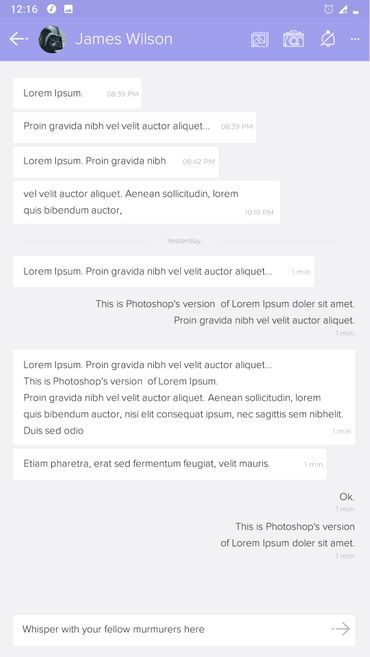 12:16
James Wilson
Lorem Ipsum. 08:39 PM
Proin gravida nibh vel velit auctor aliquet... 08:39 PM
Lorem Ipsum. Proin gravida nibh 08:42 PM
vel velit auctor aliquet. Aenean sollicitudin, lorem
quis bibendum auctor, 10:10 PM
Yesterday
Lorem Ipsum. Proin gravida nibh vel velit auctor aliquet... 1 min
This is Photoshop's version of Lorem Ipsum doler sit amet.
Proin gravida nibh vel velit auctor aliquet.
1 min
Lorem Ipsum. Proin gravida nibh vel velit auctor aliquet...
This is Photoshop's version of Lorem Ipsum.
Proin gravida nibh vel velit auctor aliquet. Aenean sollicitudin, lorem
quis bibendum auctor, nisi elit consequat ipsum, nec sagittis sem nibhelit.
Duis sed odio 1 min
Etiam pharetra, erat sed fermentum feugiat, velit mauris. 1 min
Ok.
1 min
This is Photoshop's version
of Lorem Ipsum doler sit amet.
1 min
Whisper with your fellow murmurers here